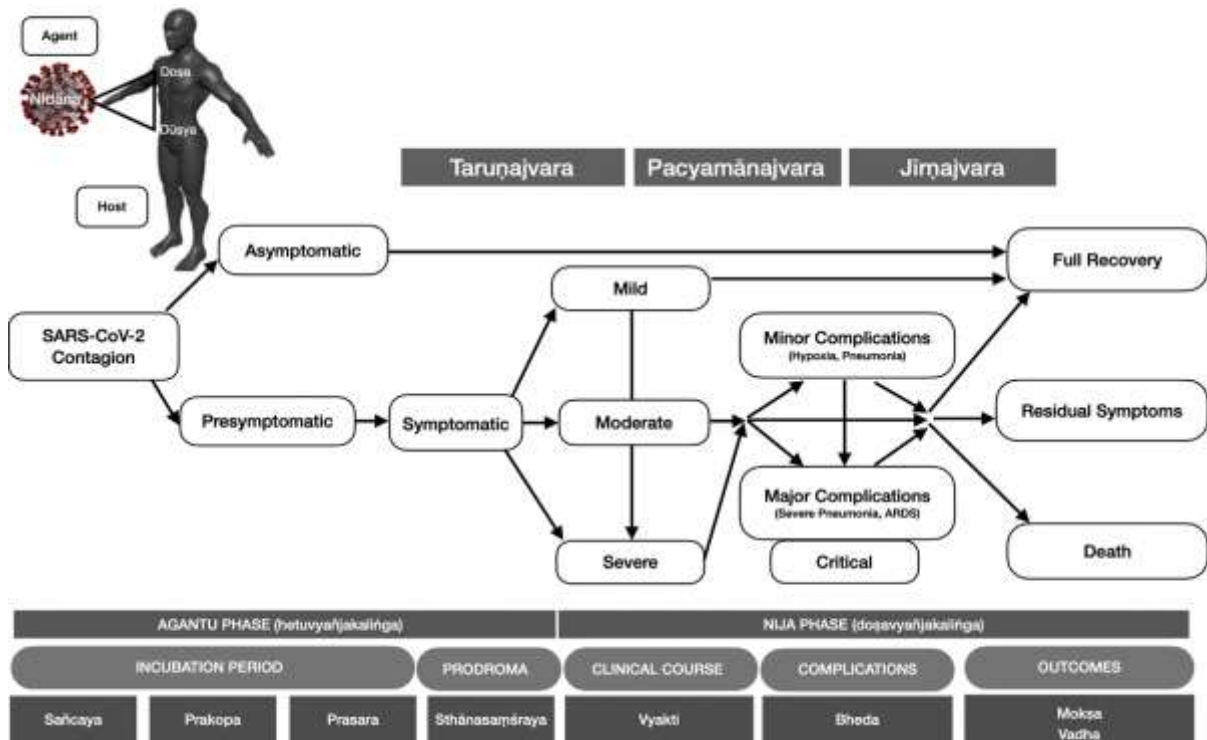 Agent
Nidāna
Doṣa
Dūṣya
Host
Taruṇajvara
Pacyamānajvara
Jīrṇajvara
Asymptomatic
Full Recovery
Mild
SARS-CoV-2
Contagion
Minor Complications
(Hypoxia, Pneumonia)
Presymptomatic
Symptomatic
Moderate
Residual Symptoms
Major Complications
(Severe Pneumonia, ARDS)
Severe
Critical
Death
AGANTU PHASE (hetuvyañjakaliṅga)
NIJA PHASE (doṣavyañjakaliṅga)
INCUBATION PERIOD
PRODROMA
CLINICAL COURSE
COMPLICATIONS
OUTCOMES
Sañcaya
Prakopa
Prasara
Sthānasaṃśraya
Vyakti
Bheda
Mokṣa
Vadha